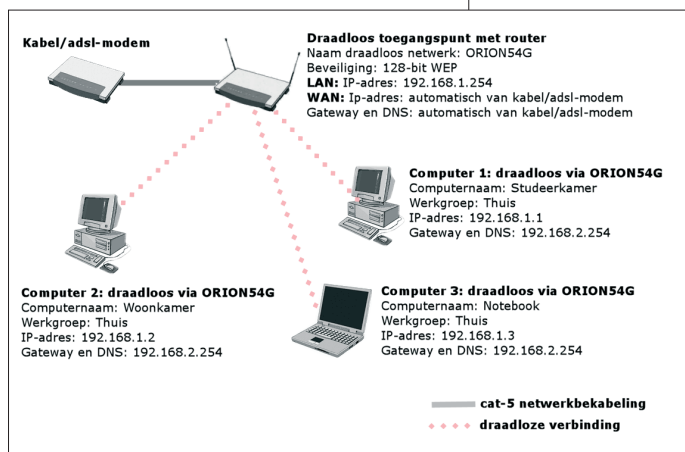 Kabel/adsl-modem
Draadloos toegangspunt met router
Naam draadloos netwerk: ORION54G
Beveiliging: 128-bit WEP
LAN: Ip-adres: 192.168.1.254
WAN: Ip-adres: automatisch van kabel/adsl-modem
Gateway en DNS: automatisch van kabel/adsl-modem
Computer 1: draadloos via ORION54G
Computernaam: Studeerkamer
Werkgroep: Thuis
IP-adres: 192.168.1.1
Gateway en DNS: 192.168.2.254
Computer 2: draadloos via ORION54G
Computernaam: Woonkamer
Werkgroep: Thuis
IP-adres: 192.168.1.2
Gateway en DNS: 192.168.2.254
Computer 3: draadloos via ORION54G
Computernaam: Notebook
Werkgroep: Thuis
IP-adres: 192.168.1.3
Gateway en DNS: 192.168.2.254
cat-5 netwerkbekabeling
draadloze verbinding